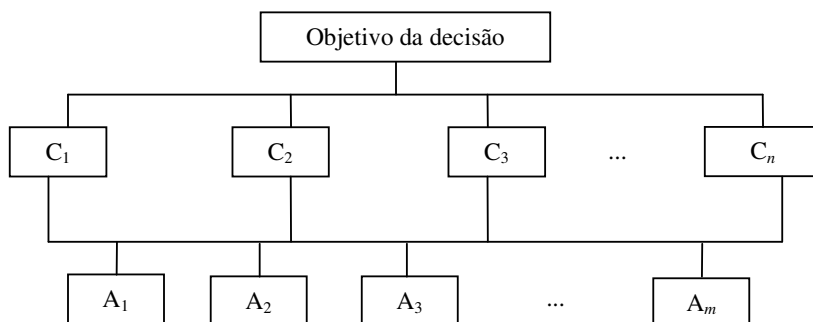 Objetivo da decisão
C₁ C₂ C₃ ... Cₙ
A₁ A₂ A₃ ... Aₘ